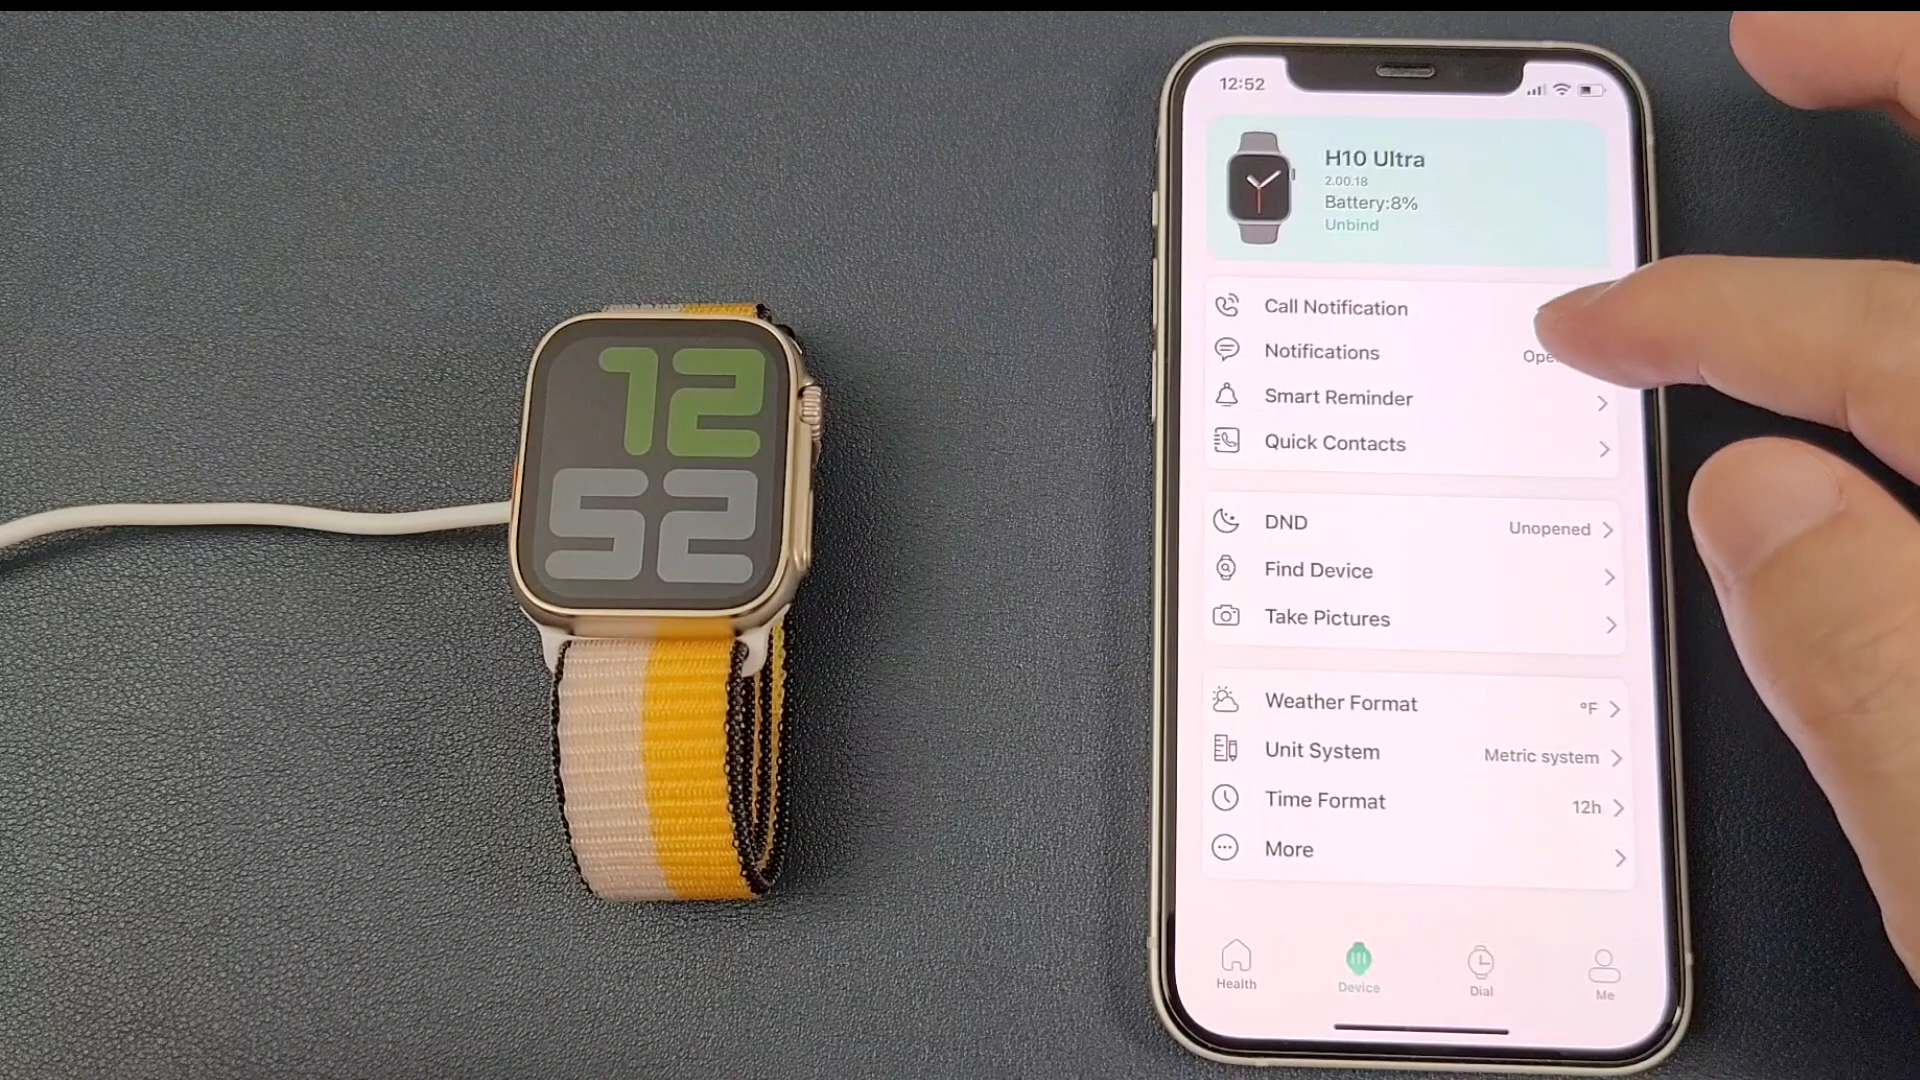 12
52
12:52
H10 Ultra
2.00.18
Battery:8%
Unbind
Call Notification
Notifications
Smart Reminder
Quick Contacts
DND Unopened
Find Device
Take Pictures
Weather Format °F
Unit System Metric system
Time Format 12h
More
Health Device Dial Me